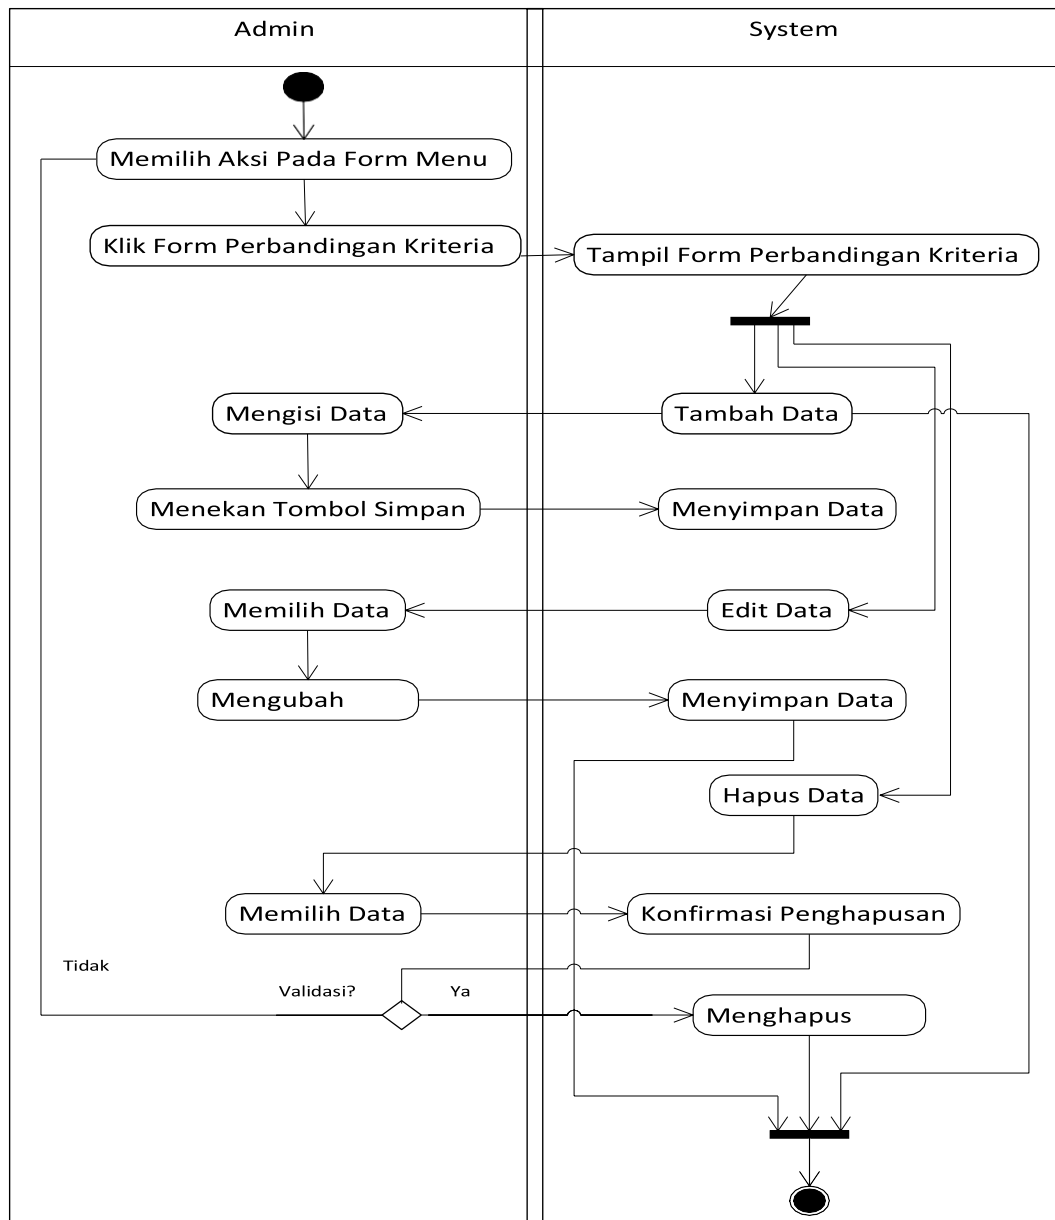 Admin
System
Memilih Aksi Pada Form Menu
Klik Form Perbandingan Kriteria
Tampil Form Perbandingan Kriteria
Mengisi Data
Tambah Data
Menekan Tombol Simpan
Menyimpan Data
Memilih Data
Edit Data
Mengubah
Menyimpan Data
Hapus Data
Memilih Data
Konfirmasi Penghapusan
Tidak
Validasi?
Ya
Menghapus